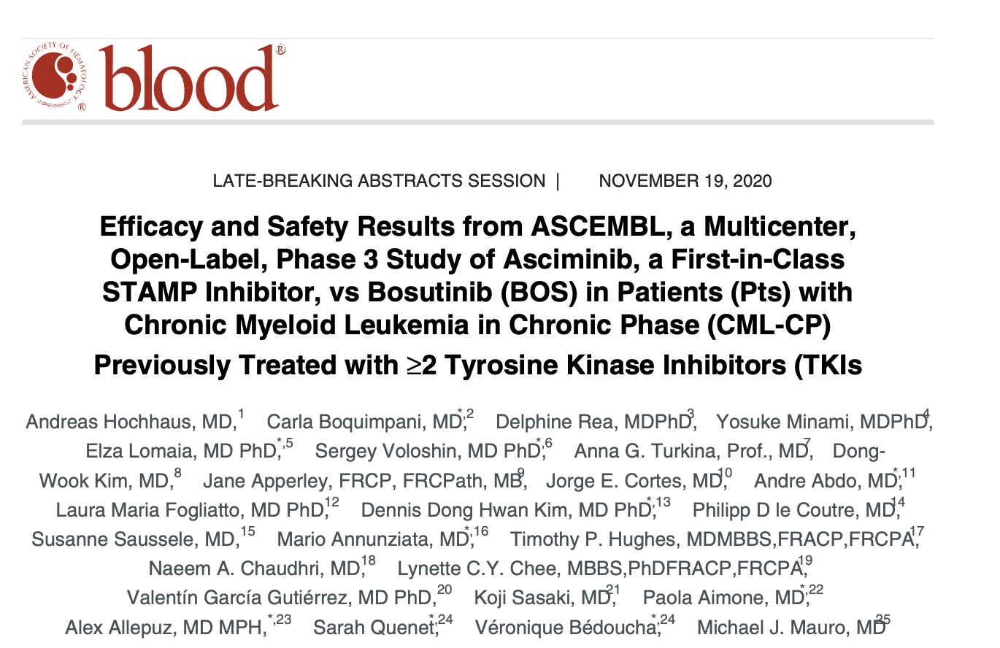 AMERICAN SOCIETY OF HEMATOLOGY ®
blood®
LATE-BREAKING ABSTRACTS SESSION | NOVEMBER 19, 2020
Efficacy and Safety Results from ASCEMBL, a Multicenter,
Open-Label, Phase 3 Study of Asciminib, a First-in-Class
STAMP Inhibitor, vs Bosutinib (BOS) in Patients (Pts) with
Chronic Myeloid Leukemia in Chronic Phase (CML-CP)
Previously Treated with ≥2 Tyrosine Kinase Inhibitors (TKIs
Andreas Hochhaus, MD,1 Carla Boquimpani, MD,*,2 Delphine Rea, MDPhD,3 Yosuke Minami, MDPhD,4
Elza Lomaia, MD PhD,*,5 Sergey Voloshin, MD PhD,*,6 Anna G. Turkina, Prof., MD,7 Dong-
Wook Kim, MD,8 Jane Apperley, FRCP, FRCPath, MB,9 Jorge E. Cortes, MD,10 Andre Abdo, MD,*,11
Laura Maria Fogliatto, MD PhD,12 Dennis Dong Hwan Kim, MD PhD,*,13 Philipp D le Coutre, MD,14
Susanne Saussele, MD,15 Mario Annunziata, MD,*,16 Timothy P. Hughes, MDMBBS,FRACP,FRCPA,17
Naeem A. Chaudhri, MD,18 Lynette C.Y. Chee, MBBS,PhDFRACP,FRCPA,19
Valentín García Gutiérrez, MD PhD,20 Koji Sasaki, MD,21 Paola Aimone, MD,*,22
Alex Allepuz, MD MPH,*,23 Sarah Quenet,*,24 Véronique Bédoucha,*,24 Michael J. Mauro, MD25